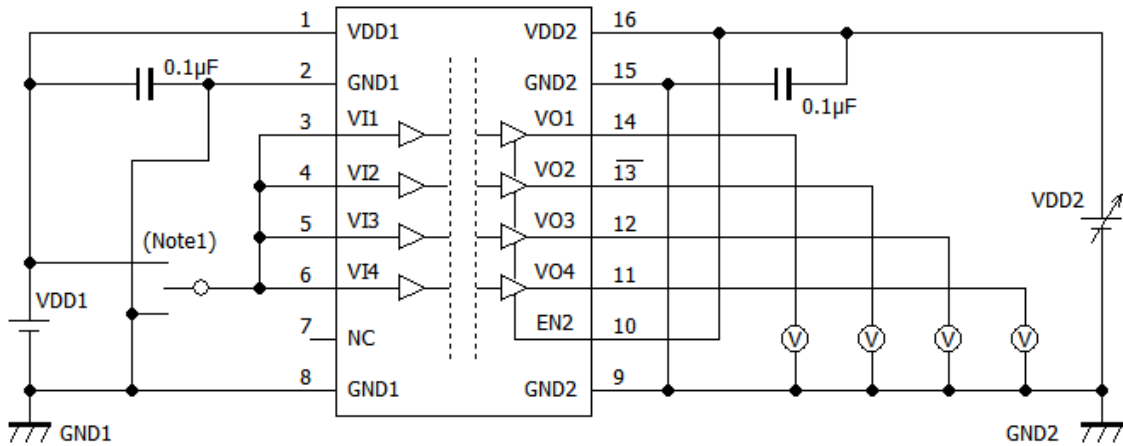 1 VDD1 VDD2 16
0.1µF 2 GND1 GND2 15
0.1µF
3 VI1 VO1 14
4 VI2 VO2 13
5 VI3 VO3 12
VDD2
(Note1)
6 VI4 VO4 11
VDD1
7 NC EN2 10
V V V V
8 GND1 GND2 9
GND1 GND2